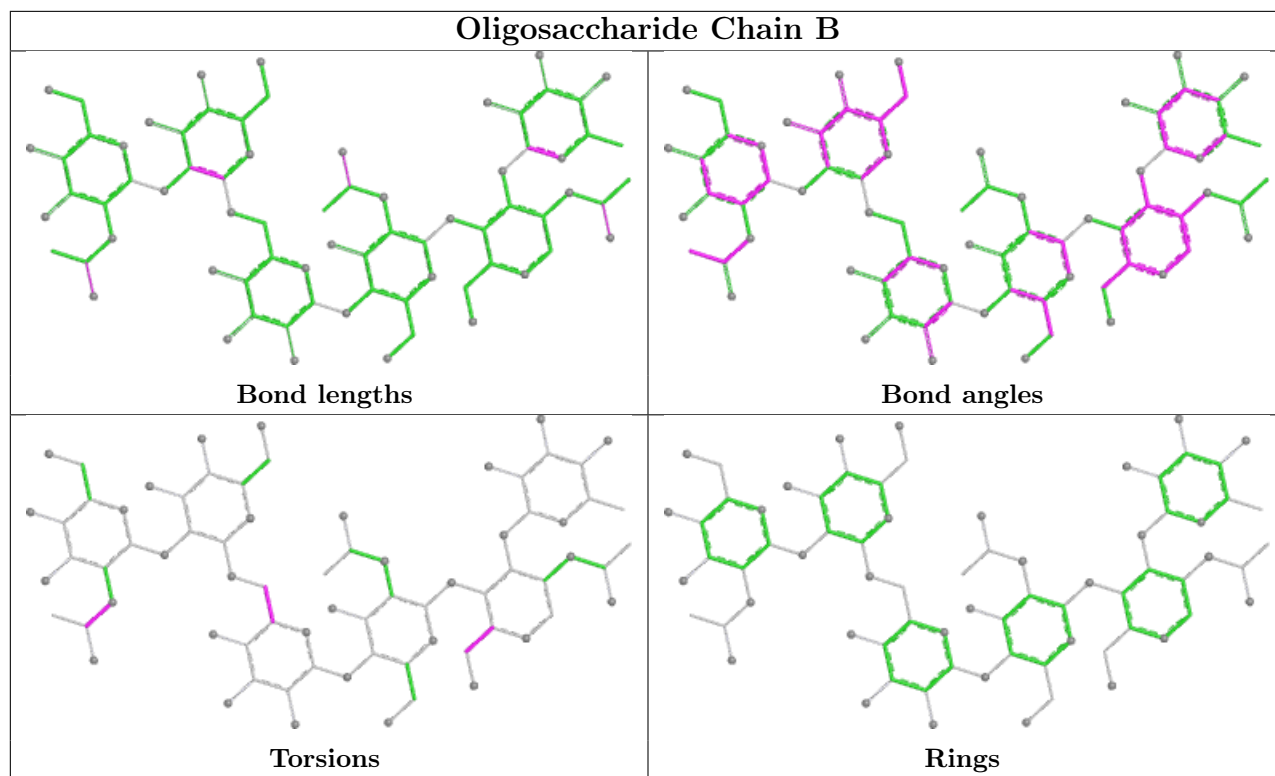 Oligosaccharide Chain B
Bond lengths
Bond angles
Torsions
Rings